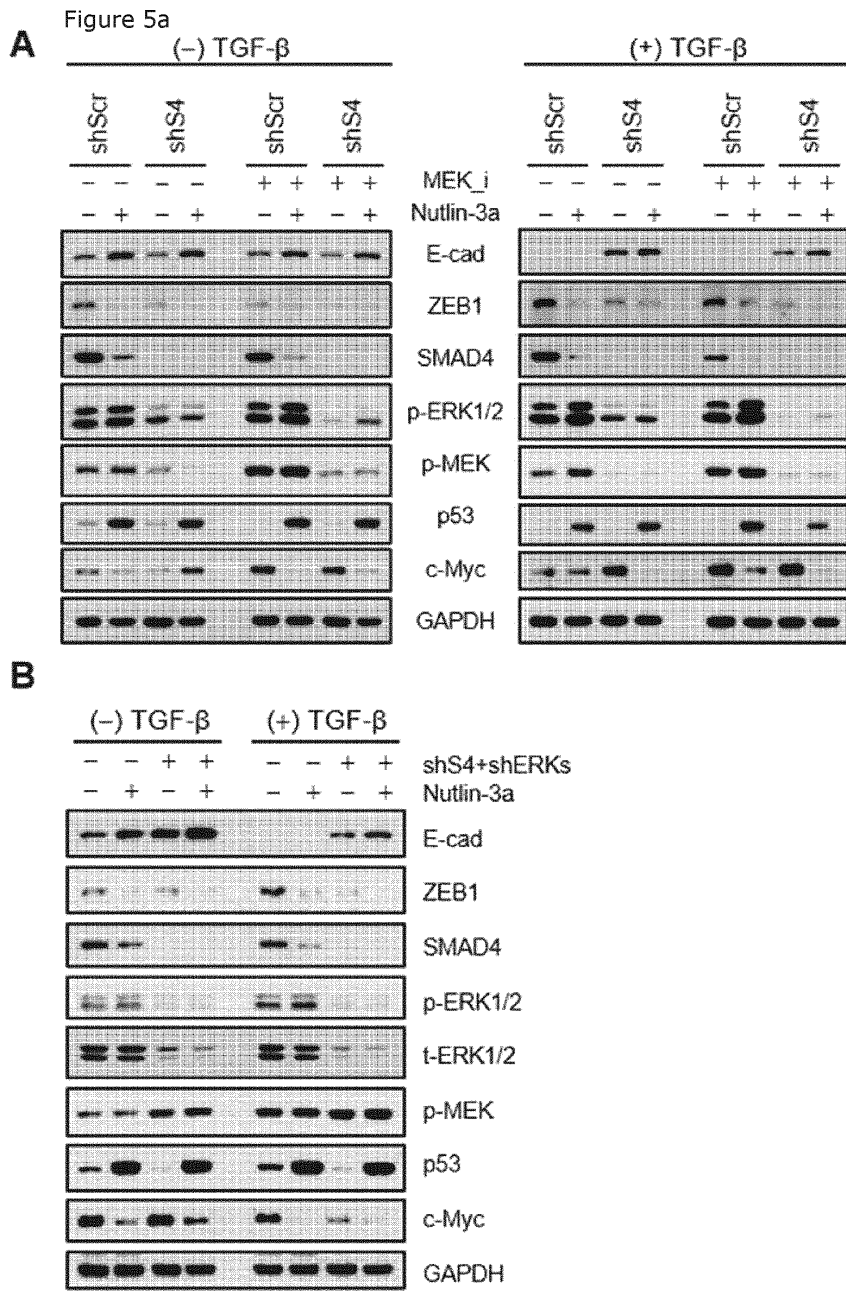 Figure 5a
A
(–) TGF-β (+) TGF-β
shScr shS4 shScr shS4 shScr shS4 shScr shS4
– – – – + + + + MEK_i – – – – + + + +
– + – + – + – + Nutlin-3a – + – + – + – +
E-cad
ZEB1
SMAD4
p-ERK1/2
p-MEK
p53
c-Myc
GAPDH
B
(–) TGF-β (+) TGF-β
– – + + – – + + shS4+shERKs
– + – + – + – + Nutlin-3a
E-cad
ZEB1
SMAD4
p-ERK1/2
t-ERK1/2
p-MEK
p53
c-Myc
GAPDH